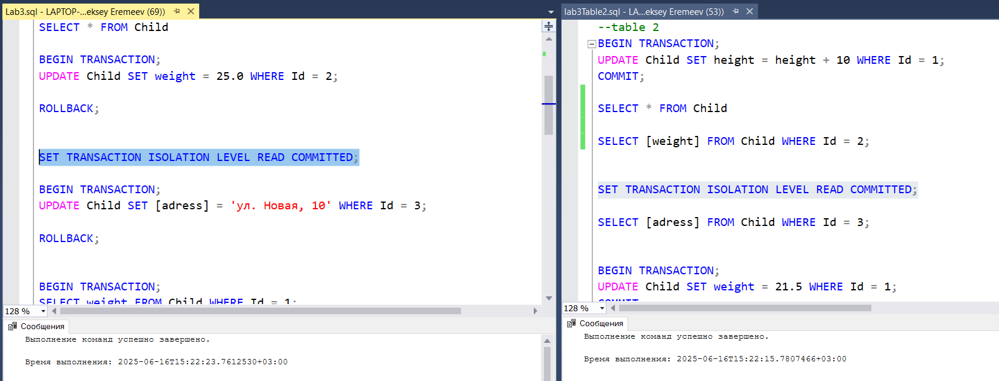 Lab3.sql - LAPTOP-...eksey Eremeev (69))
SELECT * FROM Child
BEGIN TRANSACTION;
UPDATE Child SET weight = 25.0 WHERE Id = 2;
ROLLBACK;
SET TRANSACTION ISOLATION LEVEL READ COMMITTED;
BEGIN TRANSACTION;
UPDATE Child SET [adress] = 'ул. Новая, 10' WHERE Id = 3;
ROLLBACK;
BEGIN TRANSACTION;
SELECT weight FROM Child WHERE Id = 1;
128 %
Сообщения
Выполнение команд успешно завершено.
Время выполнения: 2025-06-16T15:22:23.7612530+03:00
lab3Table2.sql - LA...eksey Eremeev (53))
--table 2
BEGIN TRANSACTION;
UPDATE Child SET height = height + 10 WHERE Id = 1;
COMMIT;
SELECT * FROM Child
SELECT [weight] FROM Child WHERE Id = 2;
SET TRANSACTION ISOLATION LEVEL READ COMMITTED;
SELECT [adress] FROM Child WHERE Id = 3;
BEGIN TRANSACTION;
UPDATE Child SET weight = 21.5 WHERE Id = 1;
128 %
Сообщения
Выполнение команд успешно завершено.
Время выполнения: 2025-06-16T15:22:15.7807466+03:00